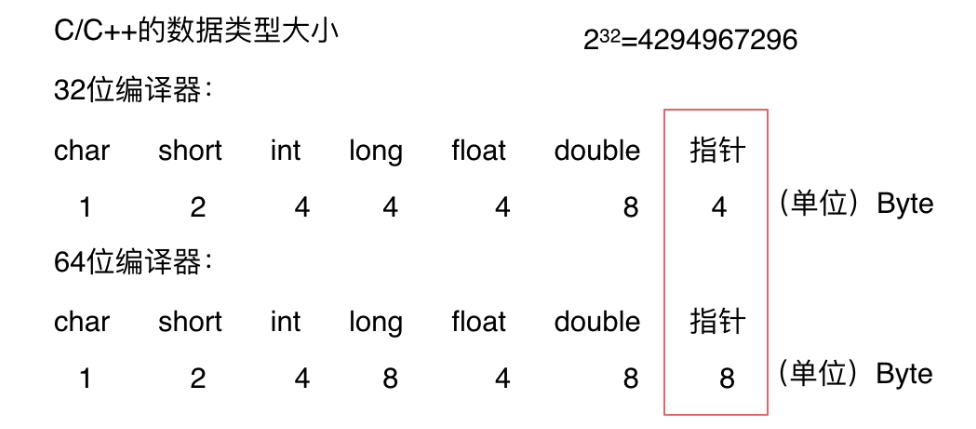 C/C++的数据类型大小
2³²=4294967296
32位编译器：
char short int long float double 指针
1 2 4 4 4 8 4 （单位）Byte
64位编译器：
char short int long float double 指针
1 2 4 8 4 8 8 （单位）Byte